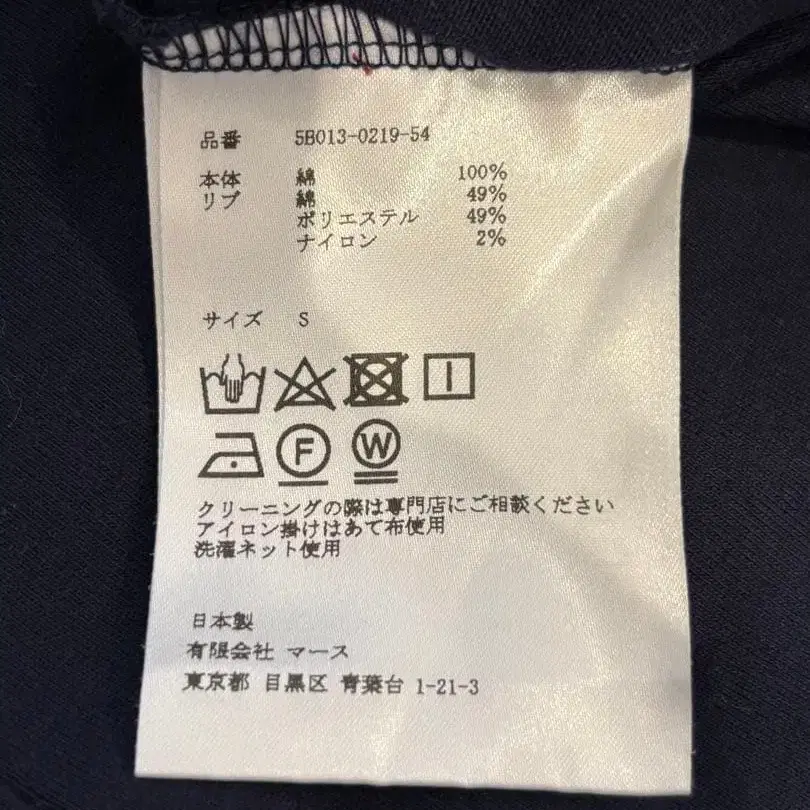 品番 5B013-0219-54
本体 綿 100%
リブ 綿 49%
ポリエステル 49%
ナイロン 2%
サイズ S
F W
クリーニングの際は専門店にご相談ください
アイロン掛けはあて布使用
洗濯ネット使用
日本製
有限会社 マース
東京都 目黒区 青葉台 1-21-3